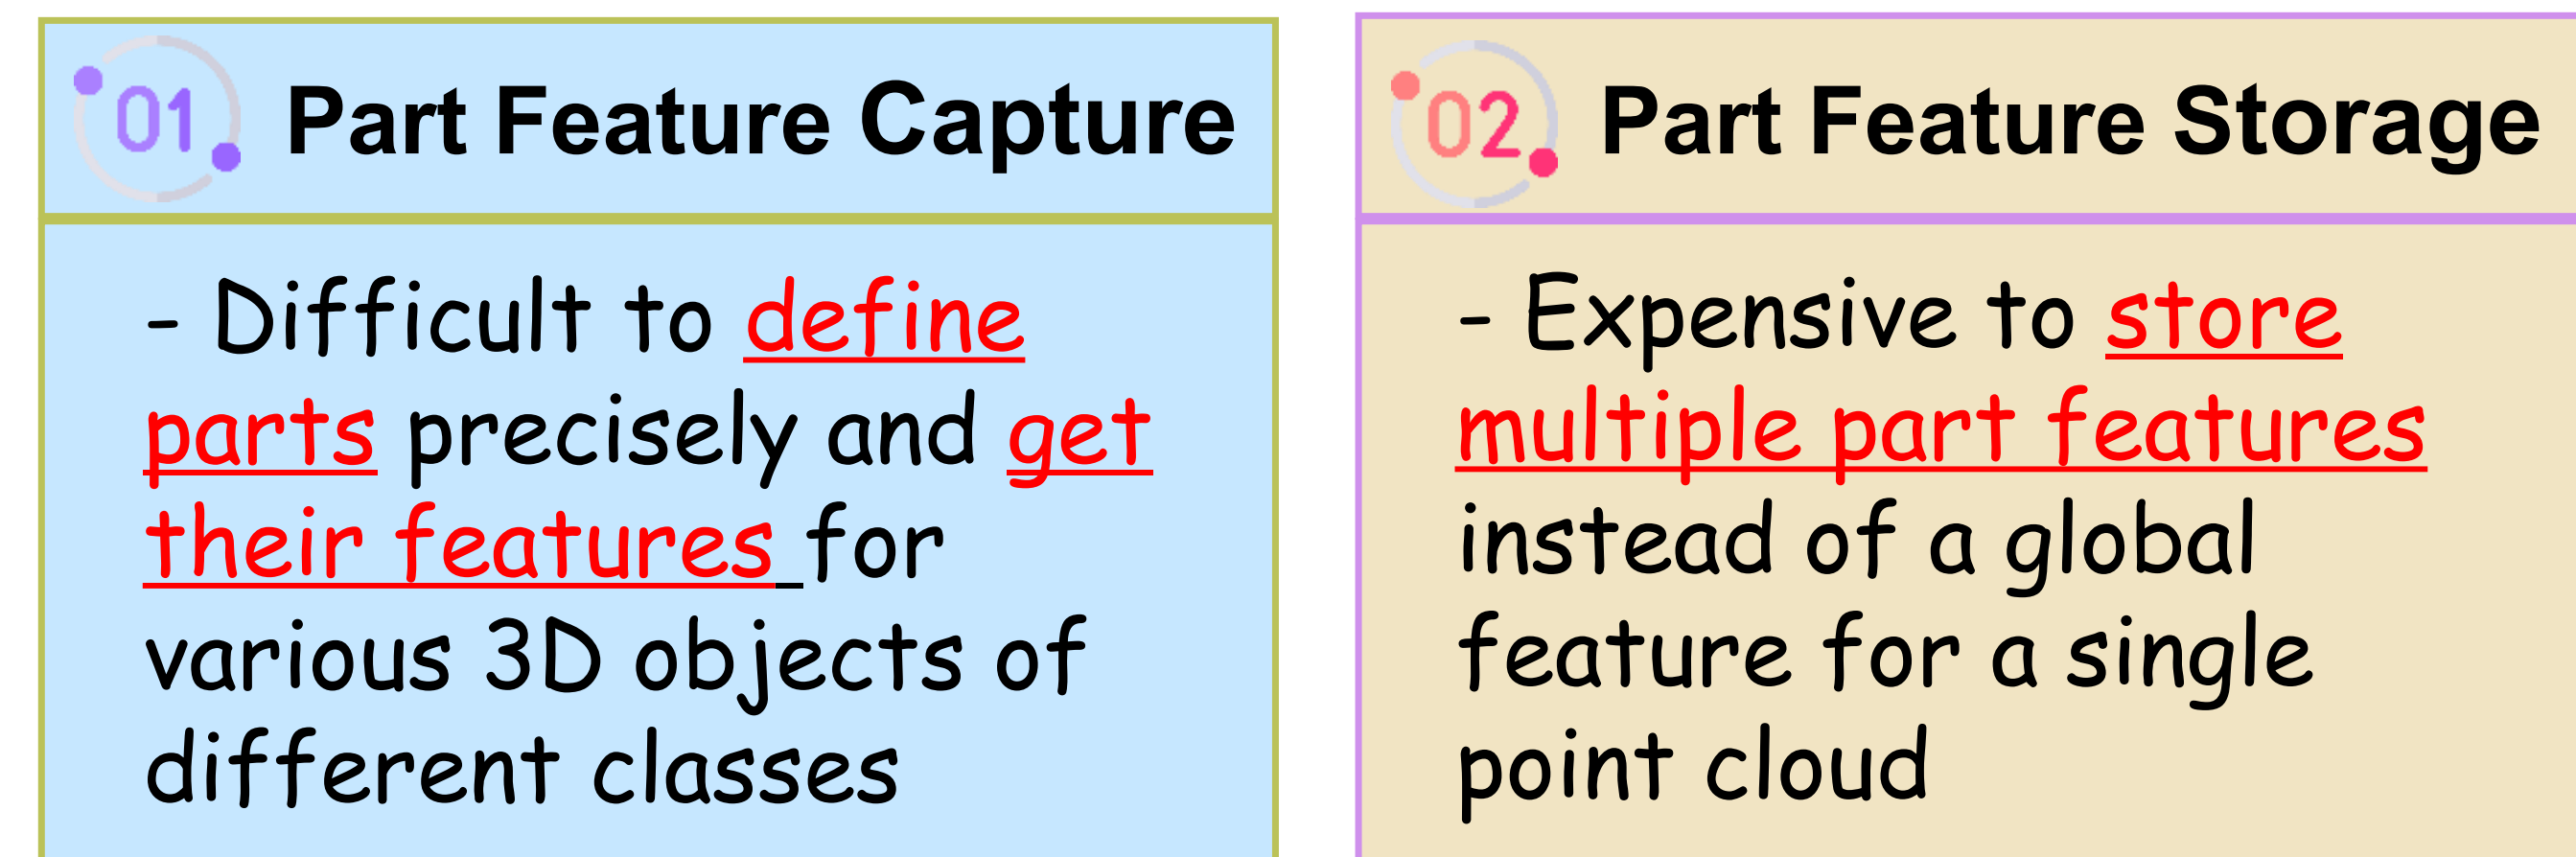 01 Part Feature Capture
- Difficult to define
parts precisely and get
their features for
various 3D objects of
different classes
02 Part Feature Storage
- Expensive to store
multiple part features
instead of a global
feature for a single
point cloud